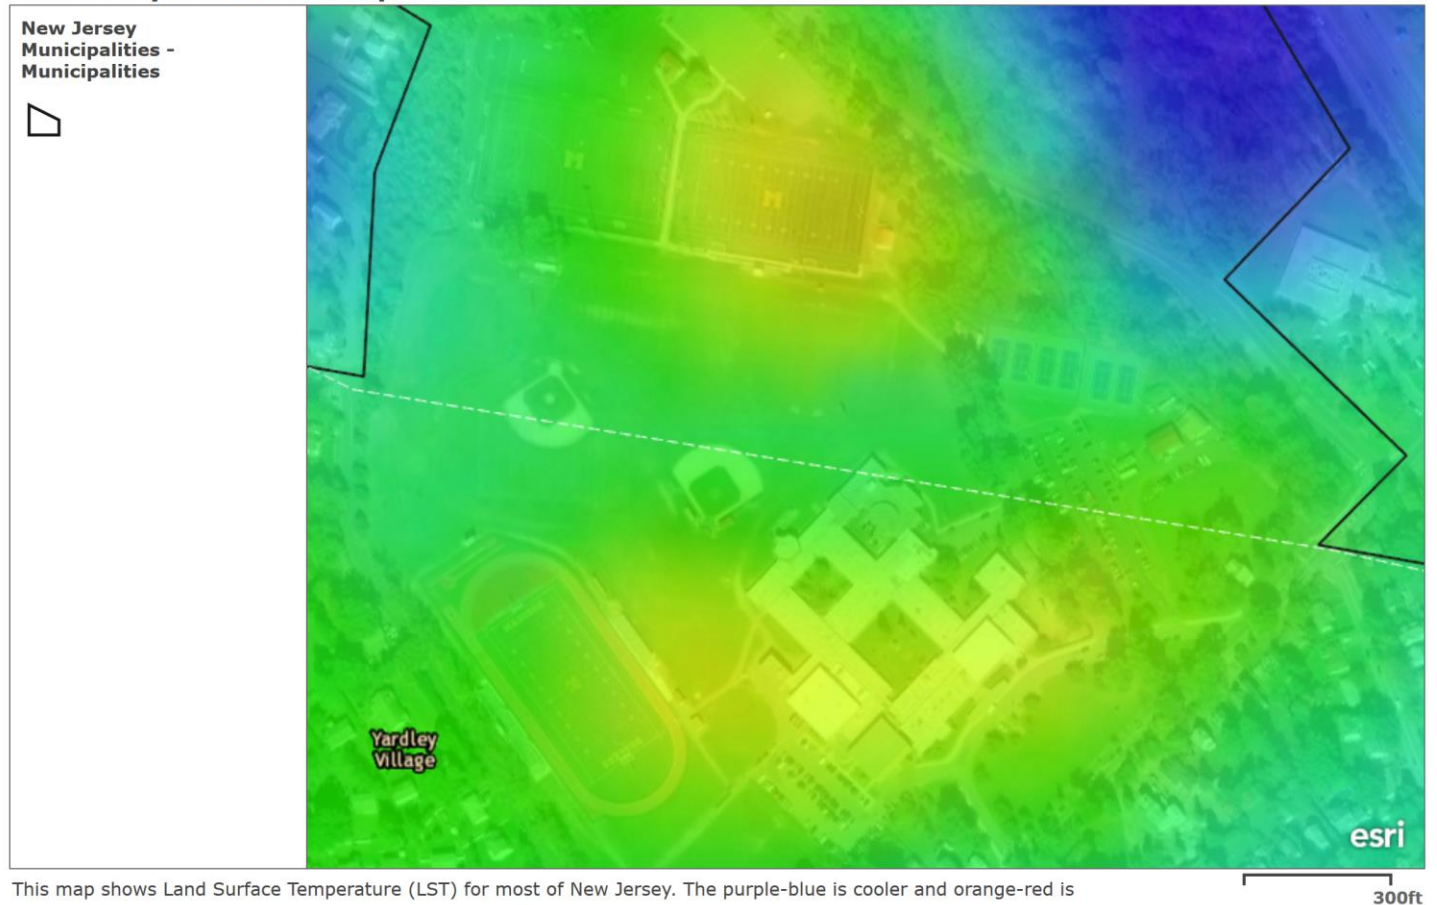 New Jersey
Municipalities -
Municipalities
M
M
M
Yardley
Village
esri
This map shows Land Surface Temperature (LST) for most of New Jersey. The purple-blue is cooler and orange-red is
300ft